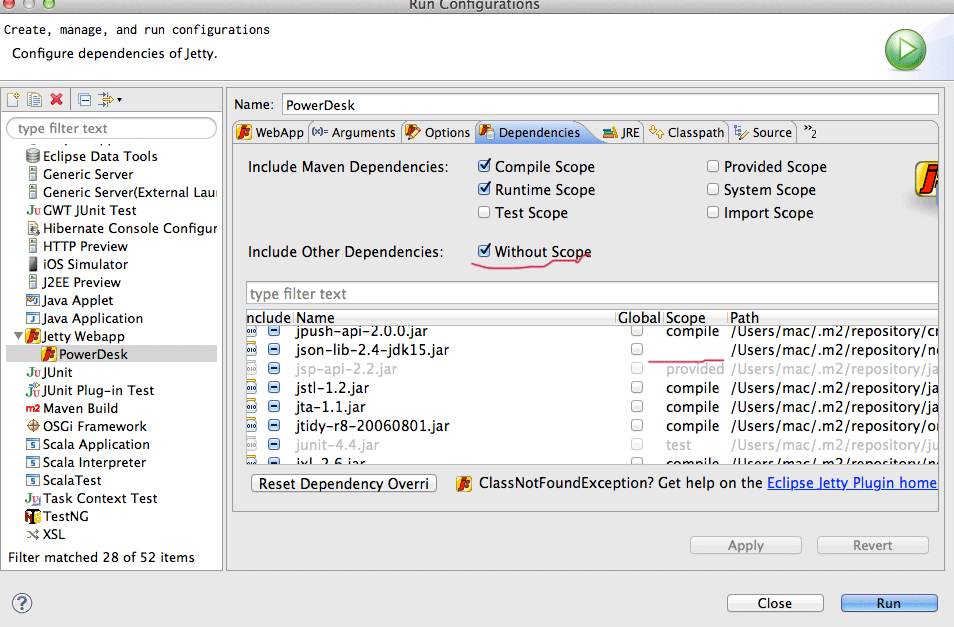 Run Configurations
Create, manage, and run configurations
Configure dependencies of Jetty.
type filter text
Eclipse Data Tools
Generic Server
Generic Server(External Lau
GWT JUnit Test
Hibernate Console Configur
HTTP Preview
iOS Simulator
J2EE Preview
Java Applet
Java Application
Jetty Webapp
PowerDesk
JUnit
JUnit Plug-in Test
Maven Build
OSGi Framework
Scala Application
Scala Interpreter
ScalaTest
Task Context Test
TestNG
XSL
Filter matched 28 of 52 items
Name: PowerDesk
WebApp (x)= Arguments Options Dependencies JRE Classpath Source »2
Include Maven Dependencies: Compile Scope Provided Scope
Runtime Scope System Scope
Test Scope Import Scope
Include Other Dependencies: Without Scope
type filter text
nclude Name Global Scope Path
jpush-api-2.0.0.jar compile /Users/mac/.m2/repository/cn
json-lib-2.4-jdk15.jar /Users/mac/.m2/repository/ne
jsp-api-2.2.jar provided /Users/mac/.m2/repository/ja
jstl-1.2.jar compile /Users/mac/.m2/repository/ja
jta-1.1.jar compile /Users/mac/.m2/repository/ja
jtidy-r8-20060801.jar compile /Users/mac/.m2/repository/or
junit-4.4.jar test /Users/mac/.m2/repository/ju
jxl-2.6.jar compile /Users/mac/.m2/repository/ne
Reset Dependency Overri ClassNotFoundException? Get help on the Eclipse Jetty Plugin home
Apply Revert
Close Run